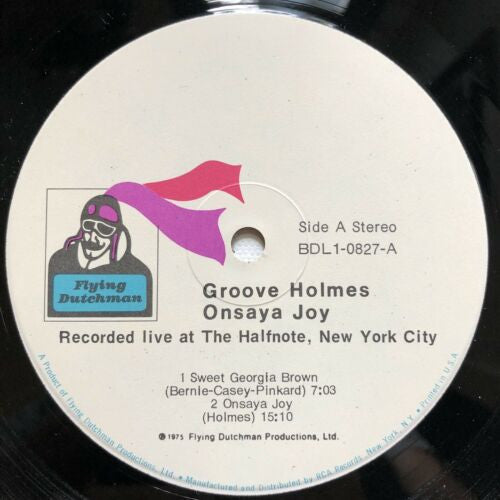 Side A Stereo
BDL1-0827-A
Flying
Dutchman
Groove Holmes
Onsaya Joy
Recorded live at The Halfnote, New York City
1 Sweet Georgia Brown
(Bernie-Casey-Pinkard) 7:03
2 Onsaya Joy
(Holmes) 15:10
℗ 1975 Flying Dutchman Productions, Ltd.
A Product of Flying Dutchman Productions, Ltd. • Manufactured and Distributed by RCA Records, New York, N.Y. • Printed in U.S.A